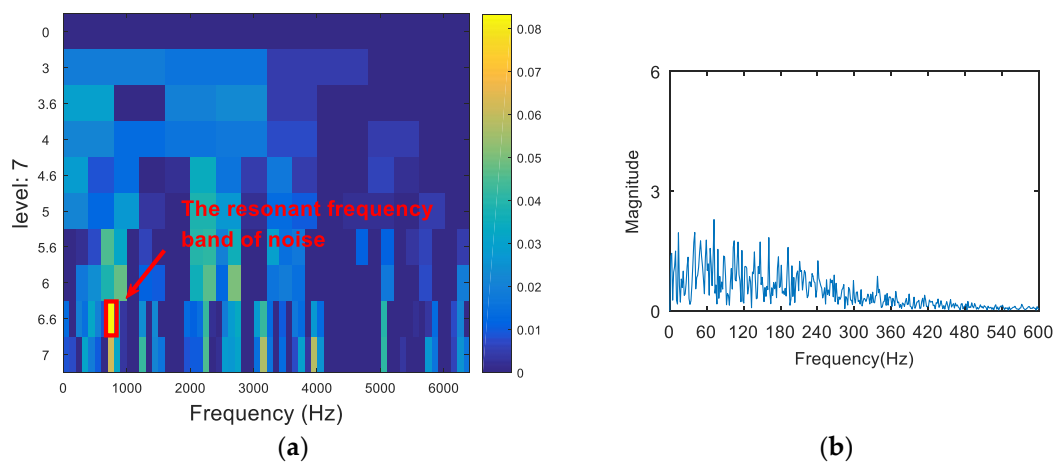 level: 7
0
3
3.6
4
4.6
5
5.6
6
6.6
7
The resonant frequency
band of noise
0 1000 2000 3000 4000 5000 6000
Frequency (Hz)
0.08
0.07
0.06
0.05
0.04
0.03
0.02
0.01
0
(a)
Magnitude
6
3
0
0 60 120 180 240 300 360 420 480 540 600
Frequency(Hz)
(b)